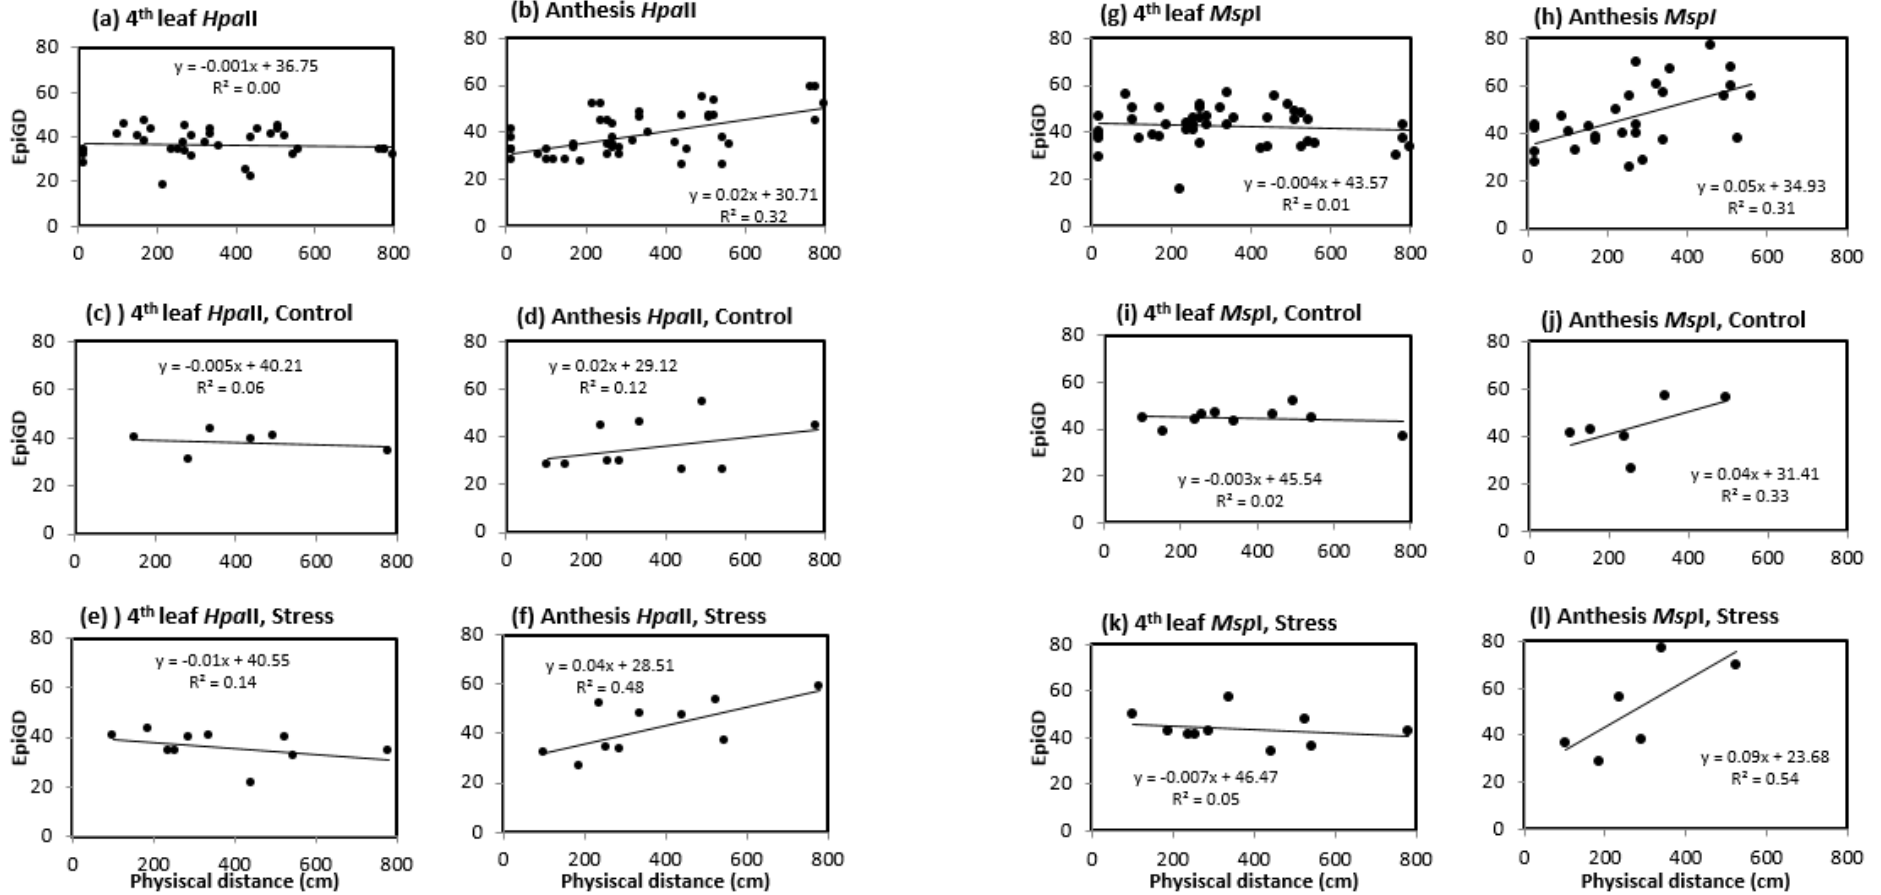 (a) 4th leaf HpaII
(b) Anthesis HpaII
(g) 4th leaf MspI
(h) Anthesis MspI
EpiGD
80
60
40
20
0
y = -0.001x + 36.75
R² = 0.00
0 200 400 600 800
80
60
40
20
0
y = 0.02x + 30.71
R² = 0.32
0 200 400 600 800
EpiGD
80
60
40
20
0
y = -0.004x + 43.57
R² = 0.01
0 200 400 600 800
80
60
40
20
0
y = 0.05x + 34.93
R² = 0.31
0 200 400 600 800
(c) ) 4th leaf HpaII, Control
(d) Anthesis HpaII, Control
(i) 4th leaf MspI, Control
(j) Anthesis MspI, Control
EpiGD
80
60
40
20
0
y = -0.005x + 40.21
R² = 0.06
0 200 400 600 800
80
60
40
20
0
y = 0.02x + 29.12
R² = 0.12
0 200 400 600 800
EpiGD
80
60
40
20
0
y = -0.003x + 45.54
R² = 0.02
0 200 400 600 800
80
60
40
20
0
y = 0.04x + 31.41
R² = 0.33
0 200 400 600 800
(e) ) 4th leaf HpaII, Stress
(f) Anthesis HpaII, Stress
(k) 4th leaf MspI, Stress
(l) Anthesis MspI, Stress
EpiGD
80
60
40
20
0
y = -0.01x + 40.55
R² = 0.14
0 200 400 600 800
Physiscal distance (cm)
80
60
40
20
0
y = 0.04x + 28.51
R² = 0.48
0 200 400 600 800
Physiscal distance (cm)
EpiGD
80
60
40
20
0
y = -0.007x + 46.47
R² = 0.05
0 200 400 600 800
Physiscal distance (cm)
80
60
40
20
0
y = 0.09x + 23.68
R² = 0.54
0 200 400 600 800
Physiscal distance (cm)